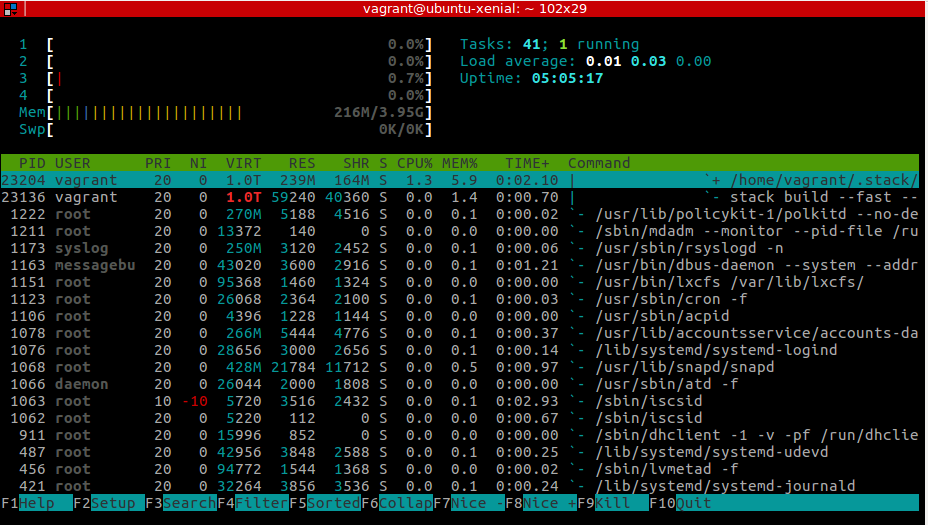 vagrant@ubuntu-xenial: ~ 102x29
1 [ 0.0%] Tasks: 41; 1 running
2 [ 0.0%] Load average: 0.01 0.03 0.00
3 [| 0.7%] Uptime: 05:05:17
4 [ 0.0%]
Mem[||||||||||||||||||||| 216M/3.95G]
Swp[ 0K/0K]
PID USER PRI NI VIRT RES SHR S CPU% MEM% TIME+ Command
23204 vagrant 20 0 1.0T 239M 164M S 1.3 5.9 0:02.10 | `+ /home/vagrant/.stack/
23136 vagrant 20 0 1.0T 59240 40360 S 0.0 1.4 0:00.70 | `- stack build --fast --
1222 root 20 0 270M 5188 4516 S 0.0 0.1 0:00.02 `- /usr/lib/policykit-1/polkitd --no-de
1211 root 20 0 13372 140 0 S 0.0 0.0 0:00.00 `- /sbin/mdadm --monitor --pid-file /ru
1173 syslog 20 0 250M 3120 2452 S 0.0 0.1 0:00.06 `- /usr/sbin/rsyslogd -n
1163 messagebu 20 0 43020 3600 2916 S 0.0 0.1 0:01.21 `- /usr/bin/dbus-daemon --system --addr
1151 root 20 0 95368 1460 1324 S 0.0 0.0 0:00.00 `- /usr/bin/lxcfs /var/lib/lxcfs/
1123 root 20 0 26068 2364 2100 S 0.0 0.1 0:00.03 `- /usr/sbin/cron -f
1106 root 20 0 4396 1228 1144 S 0.0 0.0 0:00.00 `- /usr/sbin/acpid
1078 root 20 0 266M 5444 4776 S 0.0 0.1 0:00.37 `- /usr/lib/accountsservice/accounts-da
1076 root 20 0 28656 3000 2656 S 0.0 0.1 0:00.14 `- /lib/systemd/systemd-logind
1068 root 20 0 428M 21784 11712 S 0.0 0.5 0:00.97 `- /usr/lib/snapd/snapd
1066 daemon 20 0 26044 2000 1808 S 0.0 0.0 0:00.00 `- /usr/sbin/atd -f
1063 root 10 -10 5720 3516 2432 S 0.0 0.1 0:02.93 `- /sbin/iscsid
1062 root 20 0 5220 112 0 S 0.0 0.0 0:00.67 `- /sbin/iscsid
911 root 20 0 15996 852 0 S 0.0 0.0 0:00.00 `- /sbin/dhclient -1 -v -pf /run/dhclie
487 root 20 0 42956 3848 2588 S 0.0 0.1 0:00.25 `- /lib/systemd/systemd-udevd
456 root 20 0 94772 1544 1368 S 0.0 0.0 0:00.02 `- /sbin/lvmetad -f
421 root 20 0 32264 3856 3536 S 0.0 0.1 0:00.24 `- /lib/systemd/systemd-journald
F1Help F2Setup F3SearchF4FilterF5SortedF6CollapF7Nice -F8Nice +F9Kill F10Quit